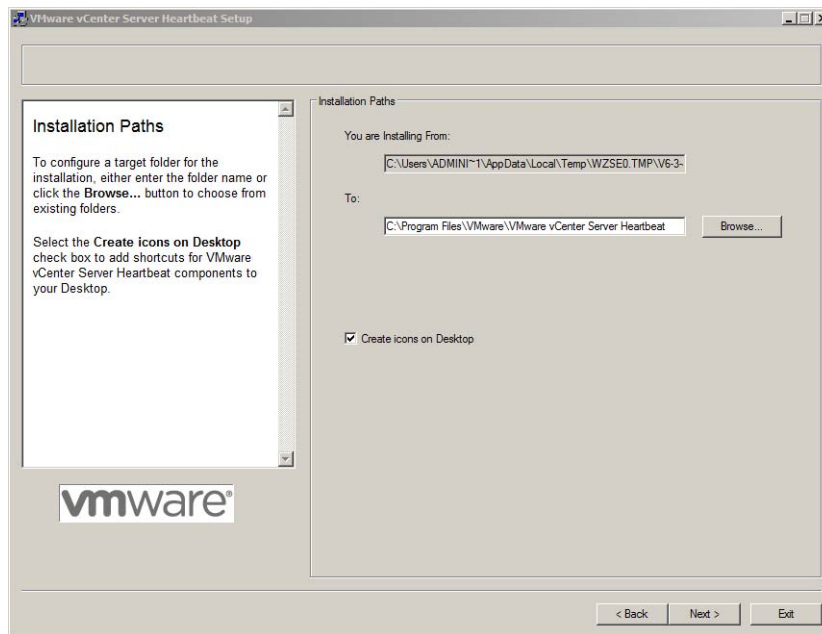 VMware vCenter Server Heartbeat Setup
Installation Paths
To configure a target folder for the
installation, either enter the folder name or
click the Browse... button to choose from
existing folders.
Select the Create icons on Desktop
check box to add shortcuts for VMware
vCenter Server Heartbeat components to
your Desktop.
vmware®
Installation Paths
You are Installing From:
C:\Users\ADMINI~1\AppData\Local\Temp\WZSE0.TMP\V6-3-
To:
C:\Program Files\VMware\VMware vCenter Server Heartbeat
Browse...
Create icons on Desktop
< Back
Next >
Exit